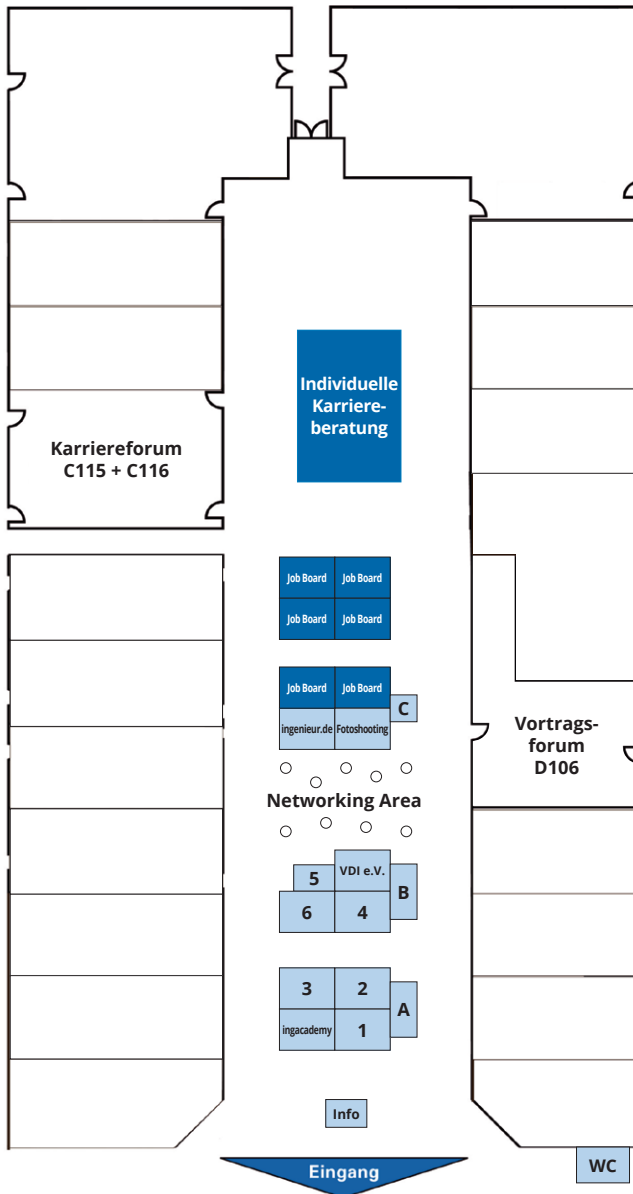 Individuelle
Karriere-
beratung
Karriereforum
C115 + C116
Job Board Job Board
Job Board Job Board
Job Board Job Board
C
ingenieur.de Fotoshooting
Vortrags-
forum
D106
Networking Area
VDI e.V.
5
B
6 4
3 2
A
ingacademy 1
Info
WC
Eingang